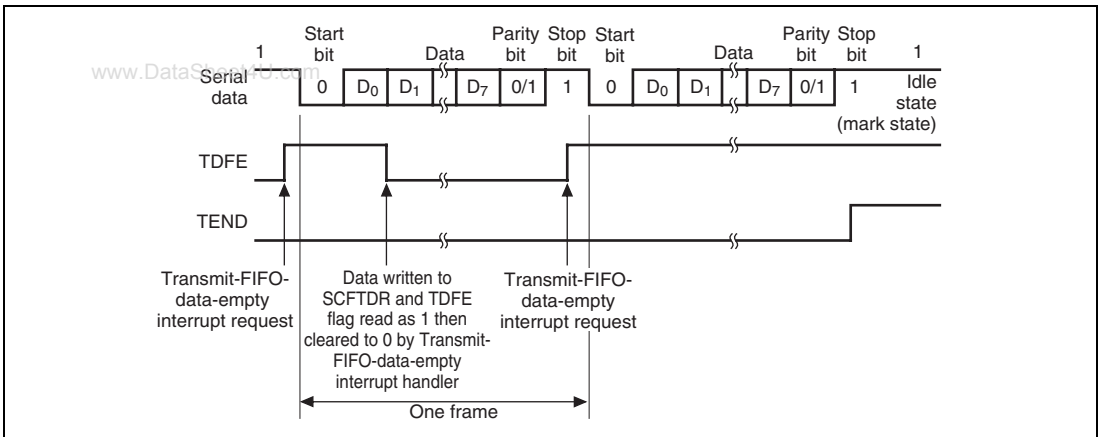 Start
bit
Data
Parity
bit
Stop
bit
Start
bit
Data
Parity
bit
Stop
bit
1
1
www.DataSheet4U.com
Serial
data
0 D0 D1 D7 0/1 1 0 D0 D1 D7 0/1 1
Idle
state
(mark state)
TDFE
TEND
Transmit-FIFO-
data-empty
interrupt request
Data written to
SCFTDR and TDFE
flag read as 1 then
cleared to 0 by Transmit-
FIFO-data-empty
interrupt handler
Transmit-FIFO-
data-empty
interrupt request
One frame